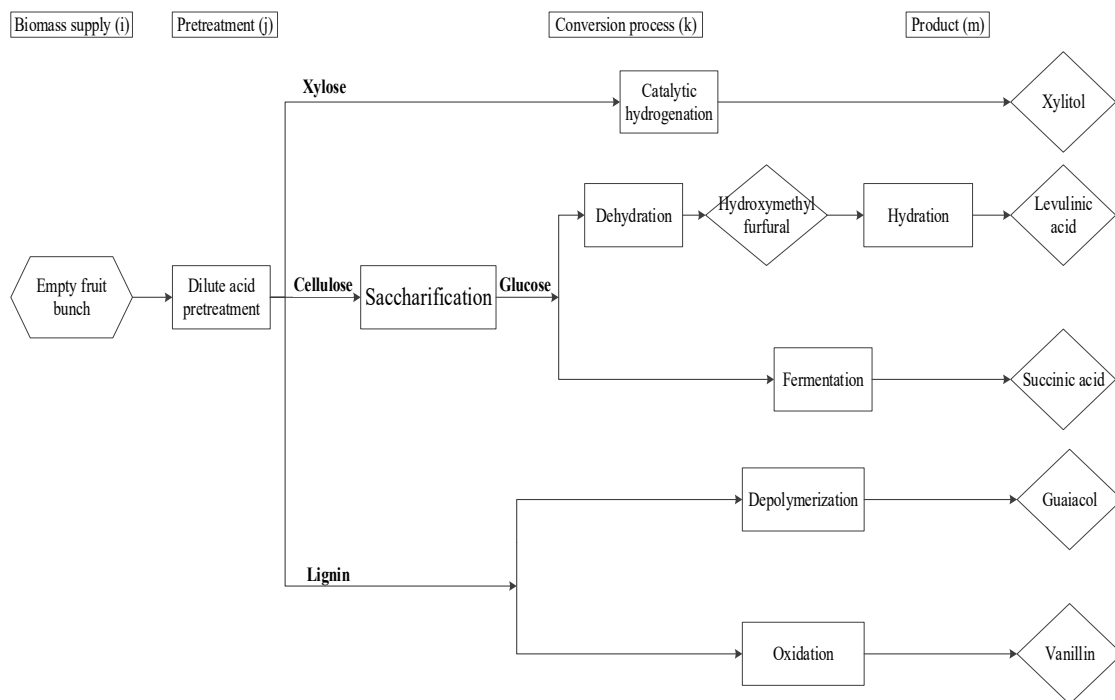 Biomass supply (i)
Pretreatment (j)
Conversion process (k)
Product (m)
Xylose
Catalytic
hydrogenation
Xylitol
Dehydration
Hydroxymethyl
furfural
Hydration
Levulinic
acid
Empty fruit
bunch
Dilute acid
pretreatment
Cellulose
Saccharification
Glucose
Fermentation
Succinic acid
Depolymerization
Guaiacol
Lignin
Oxidation
Vanillin